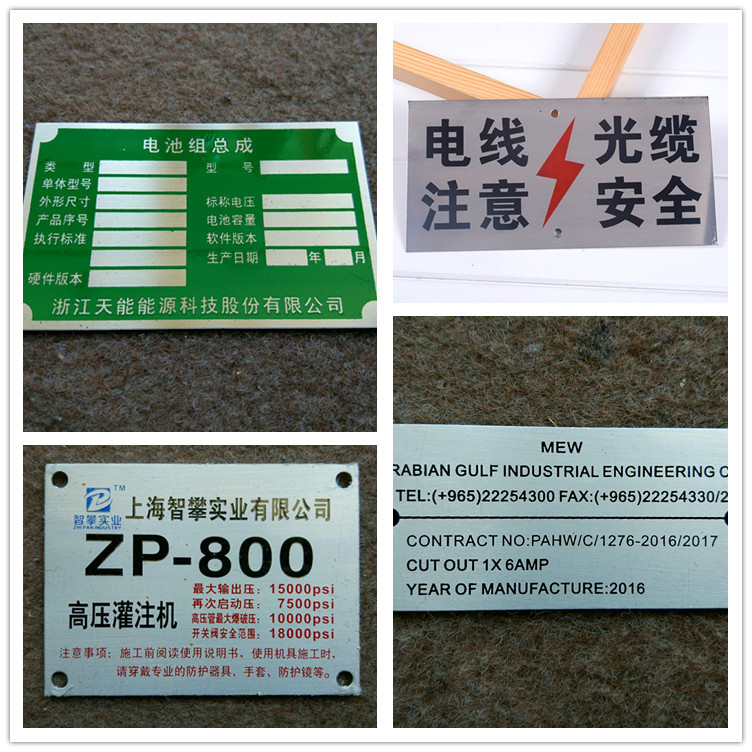 电池组总成
类 型 型 号
单体型号
外形尺寸 标称电压
产品序号 电池容量
执行标准 软件版本
生产日期 年 月
硬件版本
浙江天能能源科技股份有限公司
电线 光缆
注意 安全
TM
智攀实业
ZHIPAN INDUSTRY
上海智攀实业有限公司
ZP-800
高压灌注机
最大输出压：15000psi
再次启动压：7500psi
高压管最大爆破压：10000psi
开关阀安全范围：18000psi
注意事项：施工前阅读使用说明书、使用机具施工时，
请穿戴专业的防护器具、手套、防护镜等。
MEW
RABIAN GULF INDUSTRIAL ENGINEERING C
TEL:(+965)22254300 FAX:(+965)22254330/2
CONTRACT NO:PAHW/C/1276-2016/2017
CUT OUT 1X 6AMP
YEAR OF MANUFACTURE:2016